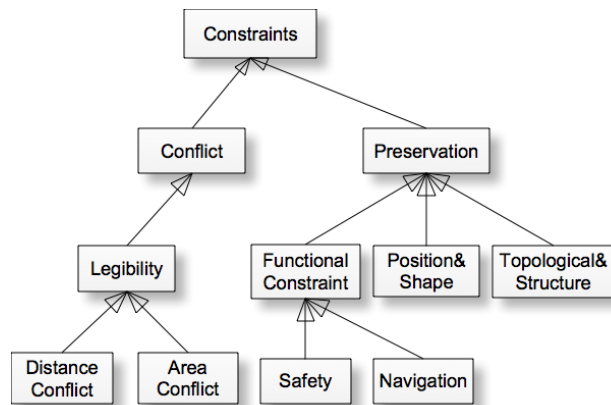 Constraints
Conflict
Preservation
Legibility
Functional
Constraint
Position&
Shape
Topological&
Structure
Distance
Conflict
Area
Conflict
Safety
Navigation